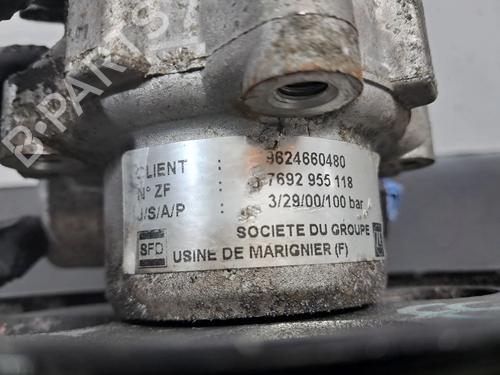 B-PARTS
CLIENT : 9624660480
N° ZF : 7692 955 118
J/S/A/P : 3/29/00/100 bar
SFD SOCIETE DU GROUPE
USINE DE MARIGNIER (F)